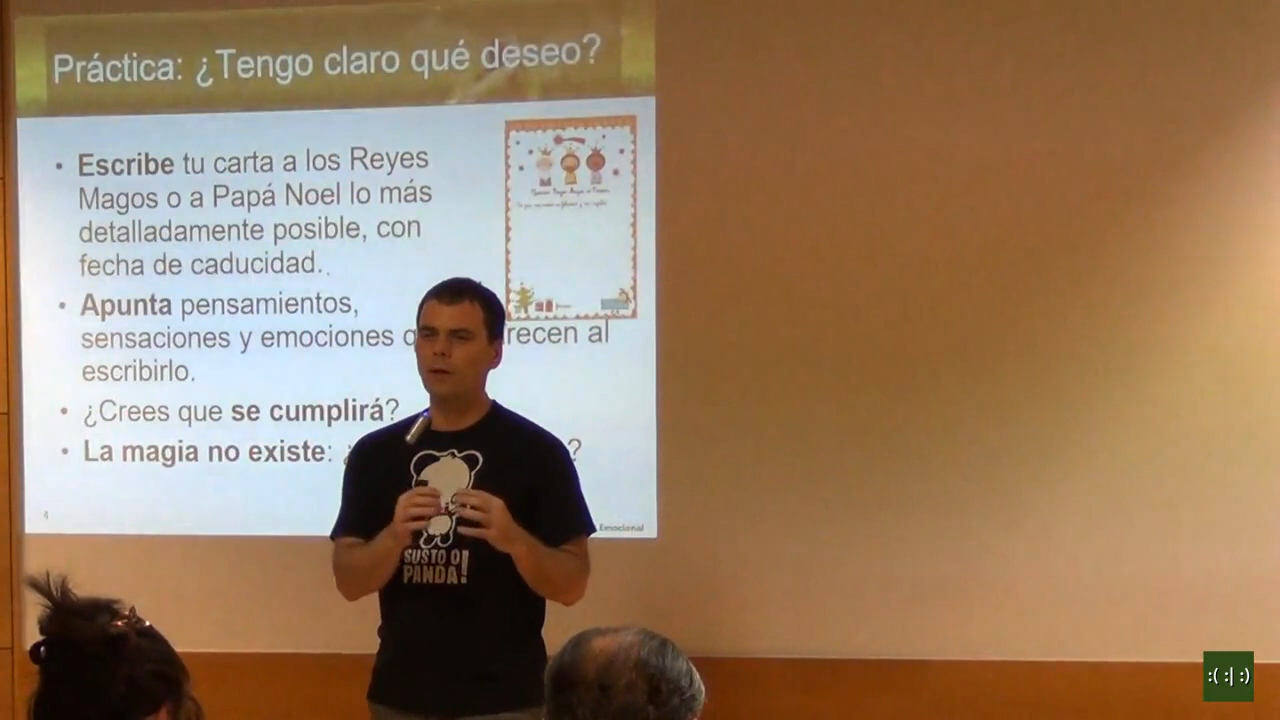 Práctica: ¿Tengo claro qué deseo?
• Escribe tu carta a los Reyes
Magos o a Papá Noel lo más
detalladamente posible, con
fecha de caducidad. .
• Apunta pensamientos,
sensaciones y emociones recen al
escribirlo.
• ¿Crees que se cumplirá?
• La magia no existe: ¿ ?
Emocional
SUSTO O
PANDA!
:( :| :)